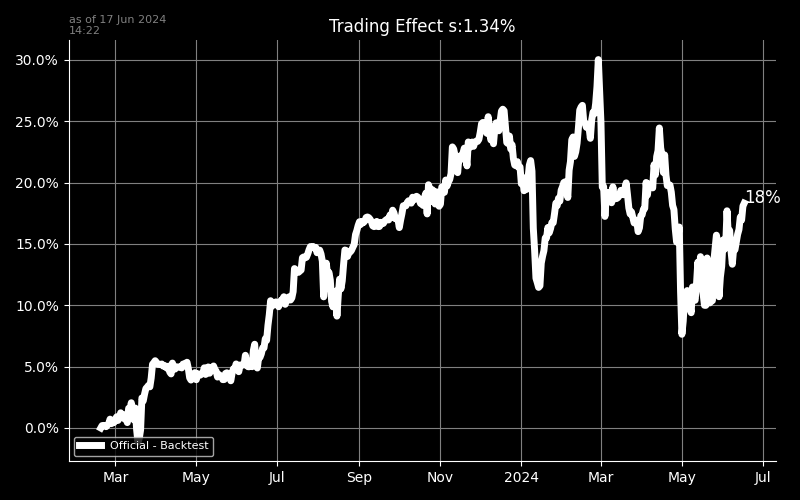 as of 17 Jun 2024
14:22
Trading Effect s:1.34%
30.0%
25.0%
20.0%
15.0%
10.0%
5.0%
0.0%
18%
Official - Backtest
Mar May Jul Sep Nov 2024 Mar May Jul